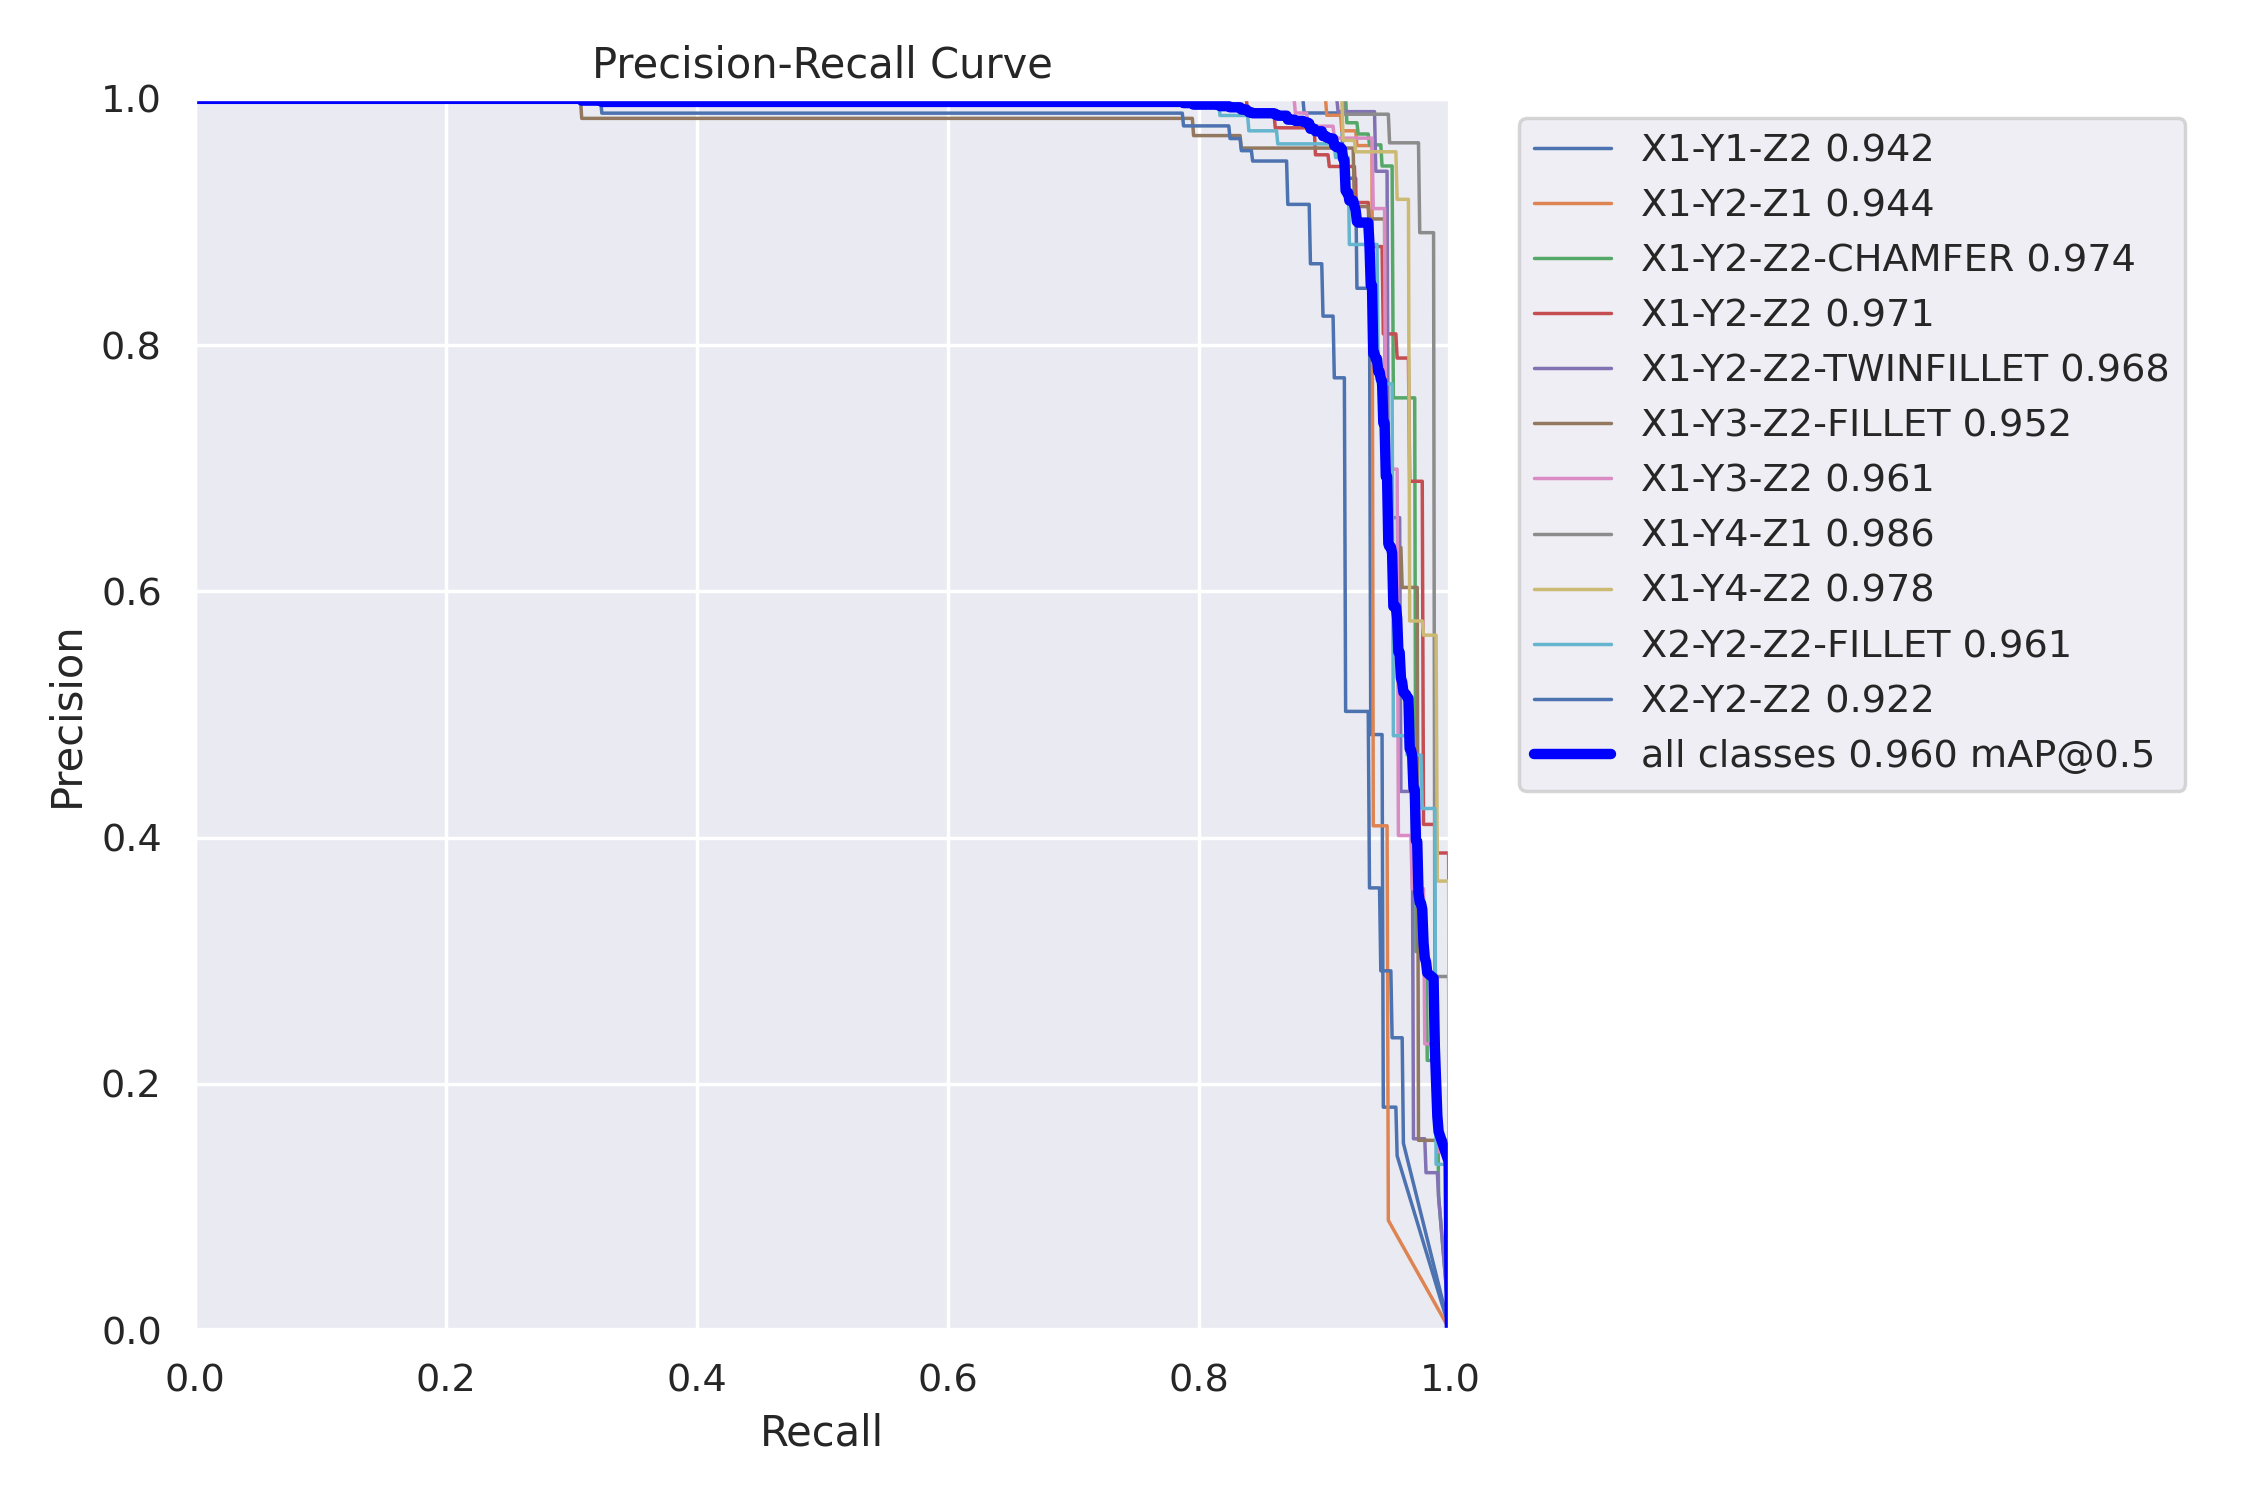 Precision-Recall Curve
1.0
0.8
0.6
0.4
0.2
0.0
Precision
0.0 0.2 0.4 0.6 0.8 1.0
Recall
X1-Y1-Z2 0.942
X1-Y2-Z1 0.944
X1-Y2-Z2-CHAMFER 0.974
X1-Y2-Z2 0.971
X1-Y2-Z2-TWINFILLET 0.968
X1-Y3-Z2-FILLET 0.952
X1-Y3-Z2 0.961
X1-Y4-Z1 0.986
X1-Y4-Z2 0.978
X2-Y2-Z2-FILLET 0.961
X2-Y2-Z2 0.922
all classes 0.960 mAP@0.5